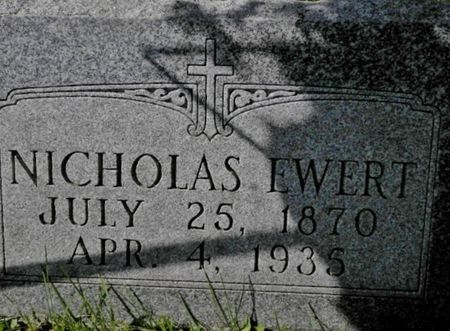 NICHOLAS EWERT
JULY 25, 1870
APR. 4, 1935